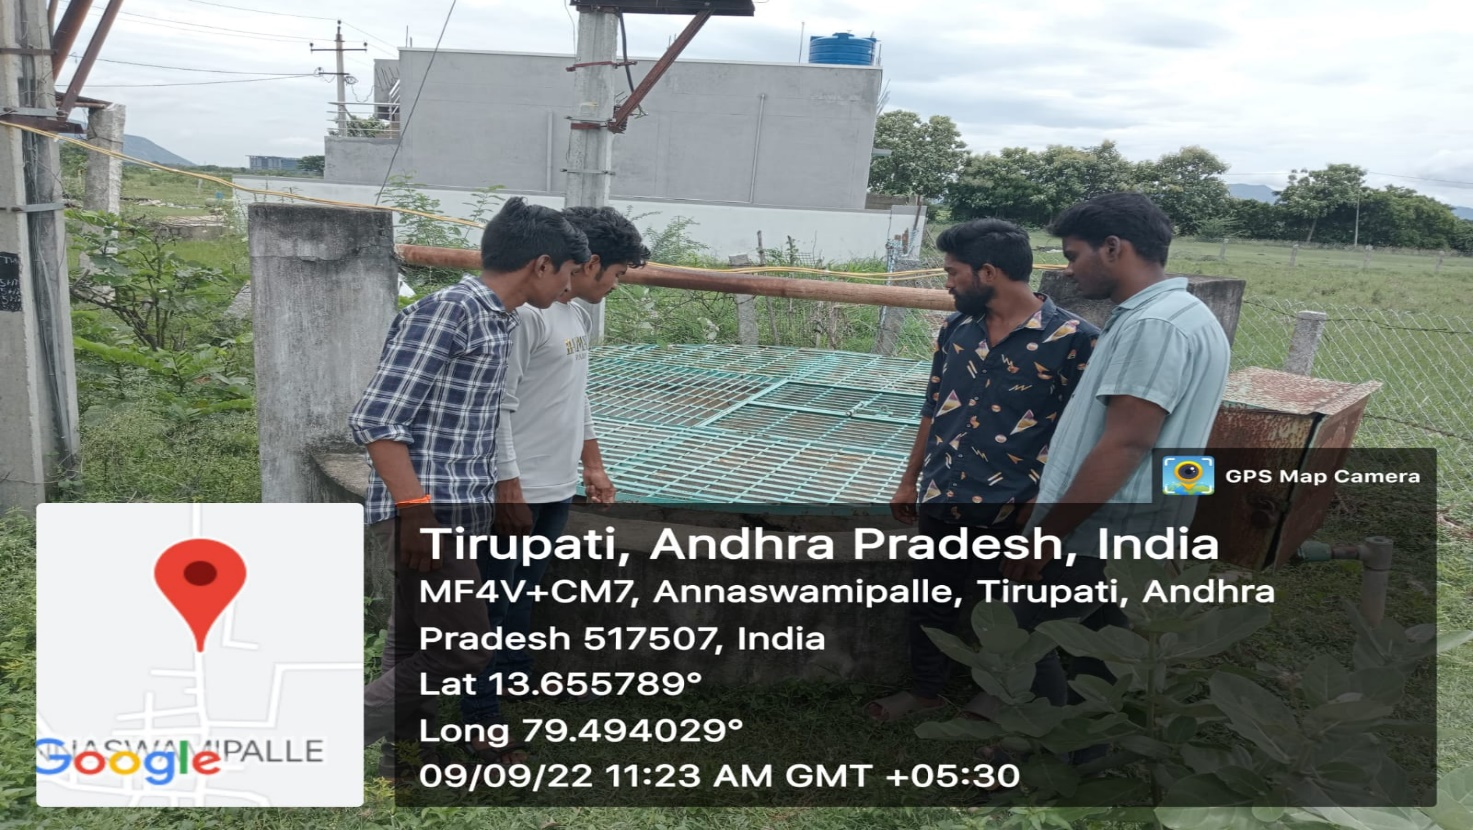 GPS Map Camera
Tirupati, Andhra Pradesh, India
MF4V+CM7, Annaswamipalle, Tirupati, Andhra
Pradesh 517507, India
Lat 13.655789°
Long 79.494029°
09/09/22 11:23 AM GMT +05:30
Google